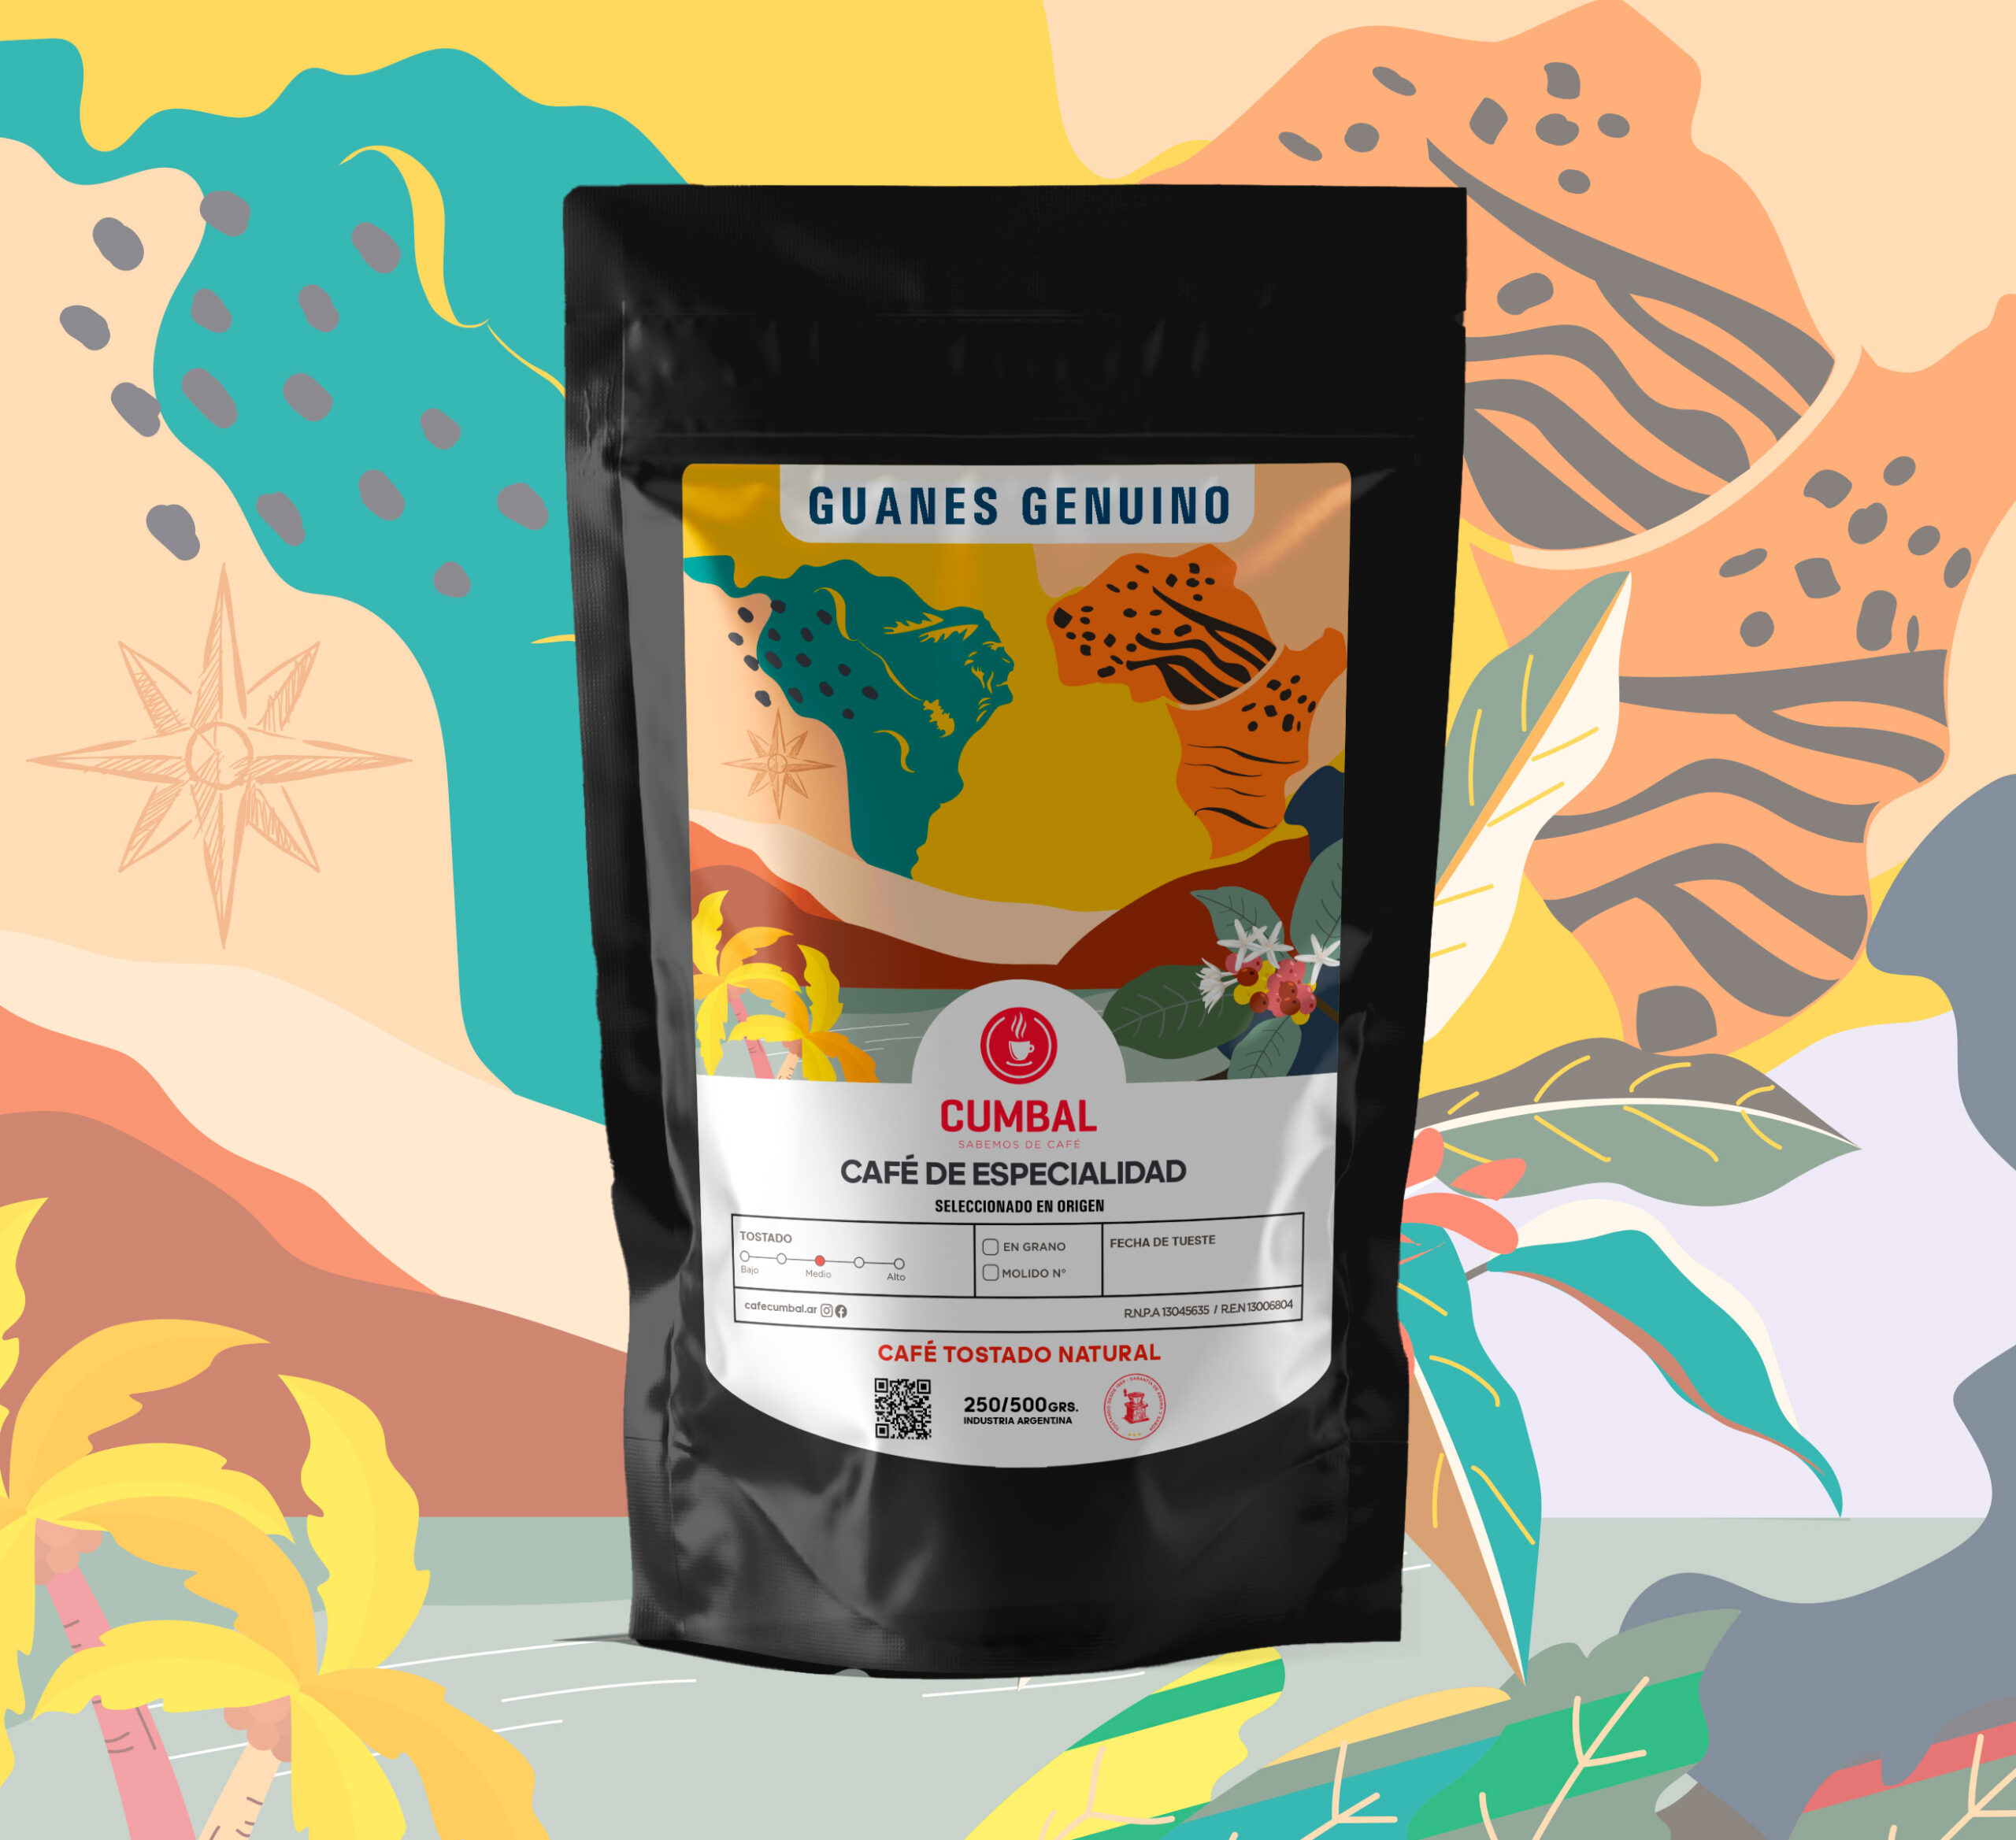 GUANES GENUINO
CUMBAL
SABEMOS DE CAFÉ
CAFÉ DE ESPECIALIDAD
SELECCIONADO EN ORIGEN
TOSTADO
Bajo Medio Alto
EN GRANO
MOLIDO Nº
FECHA DE TUESTE
cafecumbal.ar
R.N.P.A 13045635 / R.E.N 13006804
CAFÉ TOSTADO NATURAL
250/500GRS.
INDUSTRIA ARGENTINA